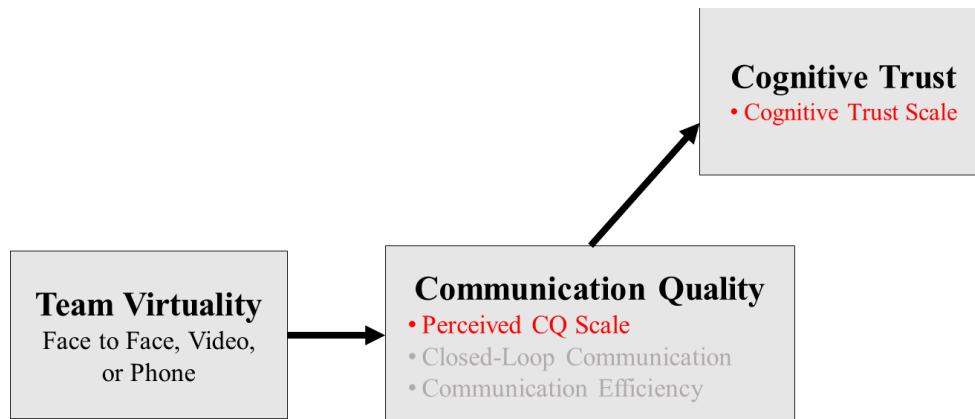 Cognitive Trust
• Cognitive Trust Scale
Team Virtuality
Face to Face, Video,
or Phone
Communication Quality
• Perceived CQ Scale
• Closed-Loop Communication
• Communication Efficiency